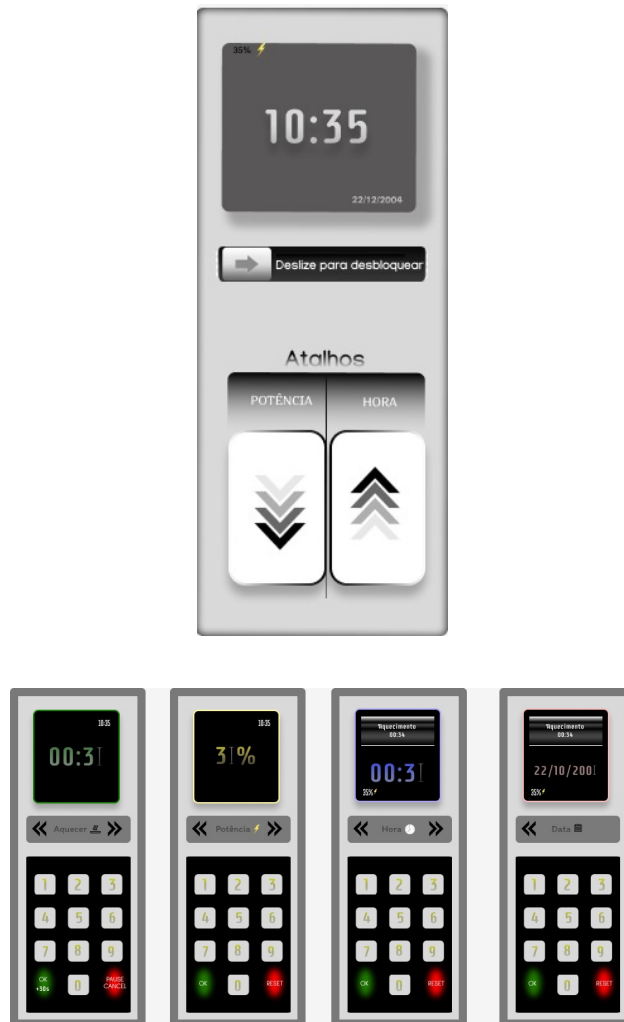 35%
10:35
22/12/2004
Deslize para desbloquear
Atalhos
POTÊNCIA HORA
10:35
00:3
Aquecer
1 2 3
4 5 6
7 8 9
OK +30s 0 PAUSE CANCEL
10:35
3 %
Potência
1 2 3
4 5 6
7 8 9
OK 0 RESET
Aquecimento
00:34
00:3
35%
Hora
1 2 3
4 5 6
7 8 9
OK 0 RESET
Aquecimento
00:34
22/10/200
35%
Data
1 2 3
4 5 6
7 8 9
OK 0 RESET